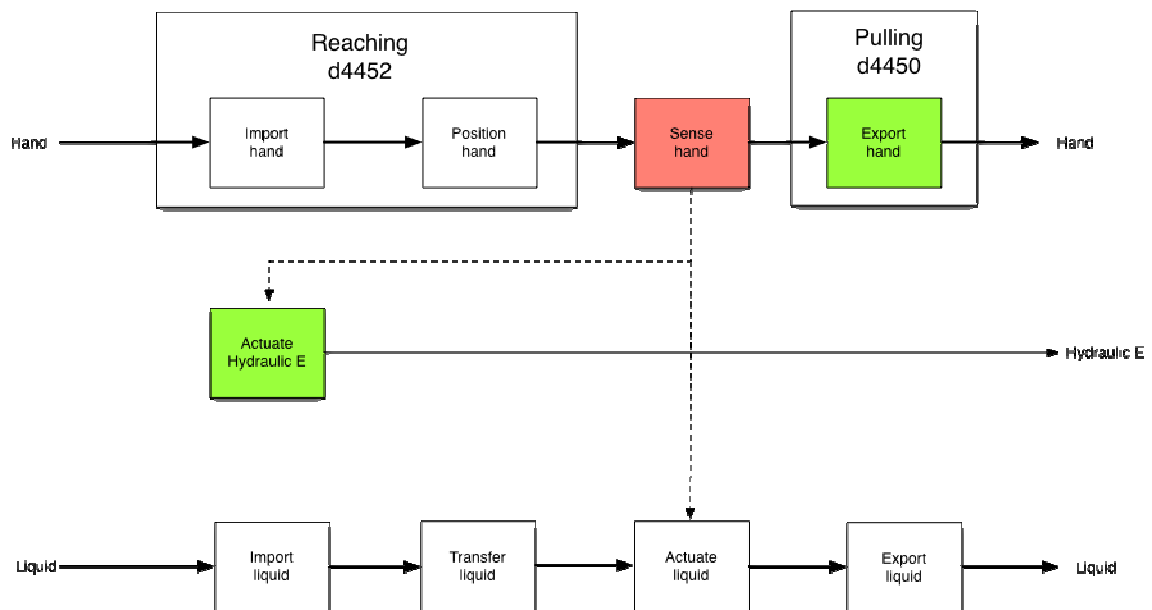 Reaching
d4452
Pulling
d4450
Hand
Import
hand
Position
hand
Sense
hand
Export
hand
Hand
Actuate
Hydraulic E
Hydraulic E
Liquid
Import
liquid
Transfer
liquid
Actuate
liquid
Export
liquid
Liquid